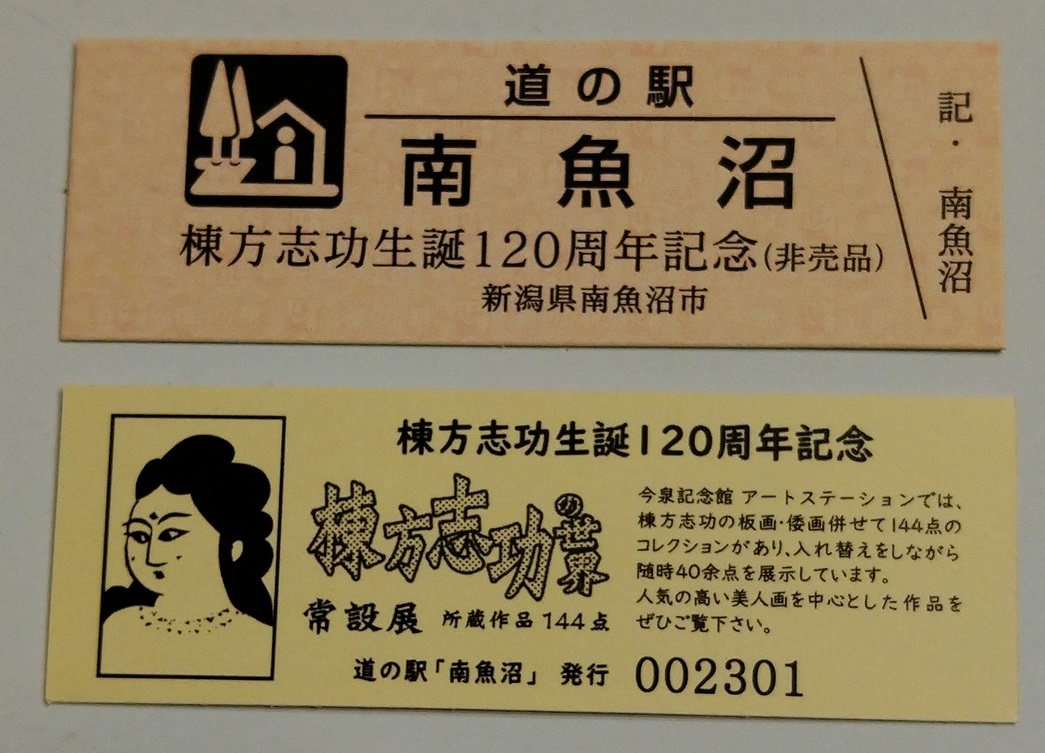 道の駅
南魚沼
棟方志功生誕120周年記念(非売品)
新潟県南魚沼市
記・南魚沼
棟方志功生誕120周年記念
棟方志功の世界
常設展 所蔵作品144点
今泉記念館 アートステーションでは、
棟方志功の板画・倭画併せて144点の
コレクションがあり、入れ替えをしながら
随時40余点を展示しています。
人気の高い美人画を中心とした作品を
ぜひご覧下さい。
道の駅「南魚沼」 発行 002301